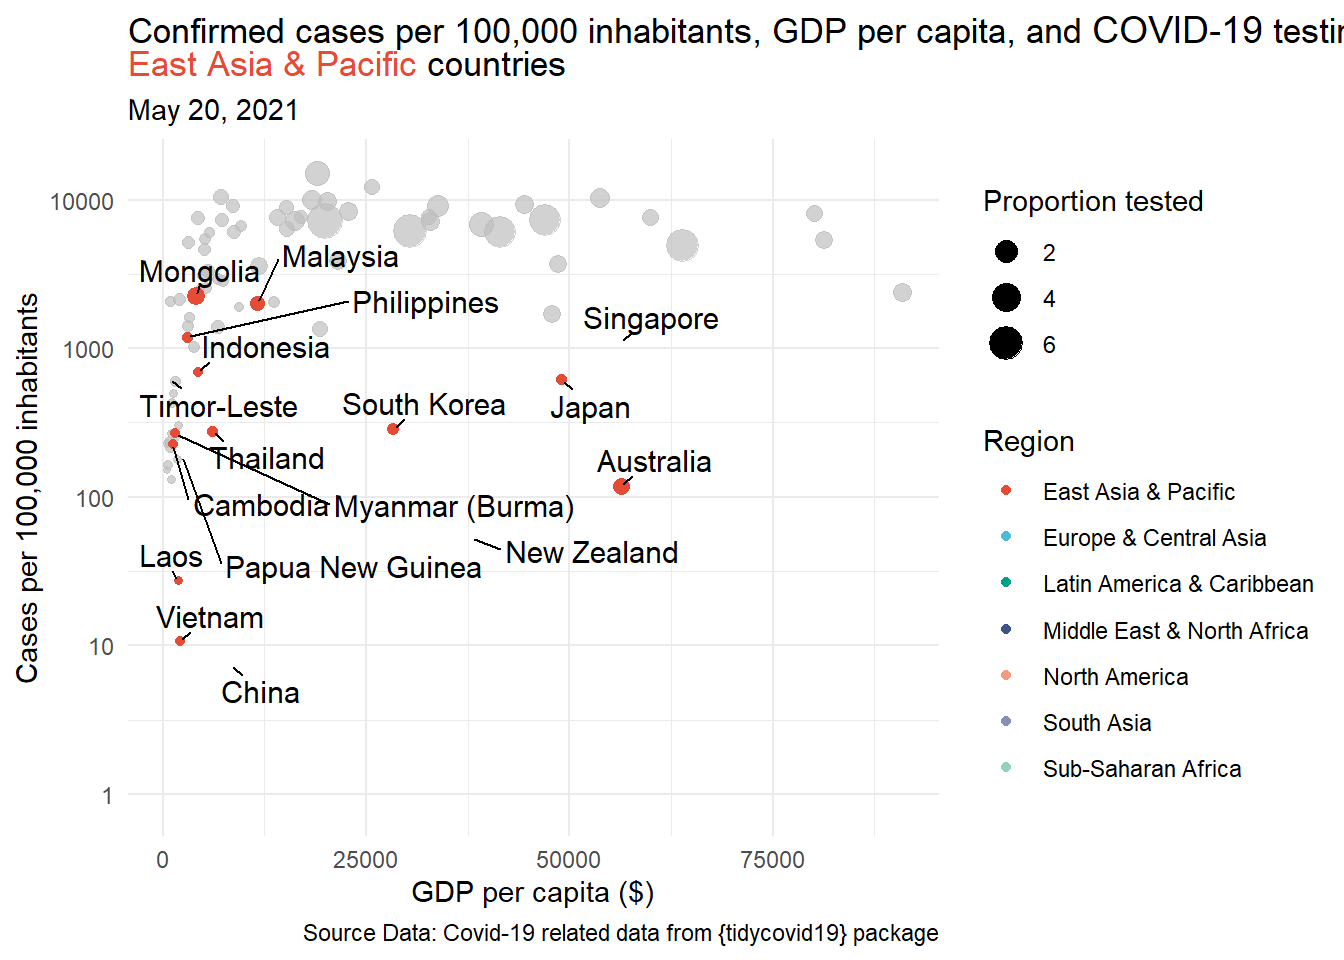 Confirmed cases per 100,000 inhabitants, GDP per capita, and COVID-19
East Asia & Pacific countries
May 20, 2021
Cases per 100,000 inhabitants
10000
1000
100
10
1
Malaysia
Mongolia
Philippines
Singapore
Indonesia
Timor-Leste
South Korea
Japan
Thailand
Australia
Cambodia
Myanmar (Burma)
New Zealand
Laos
Papua New Guinea
Vietnam
China
0
25000
50000
75000
GDP per capita ($)
Source Data: Covid-19 related data from {tidycovid19} package
Proportion tested
2
4
6
Region
East Asia & Pacific
Europe & Central Asia
Latin America & Caribbean
Middle East & North Africa
North America
South Asia
Sub-Saharan Africa